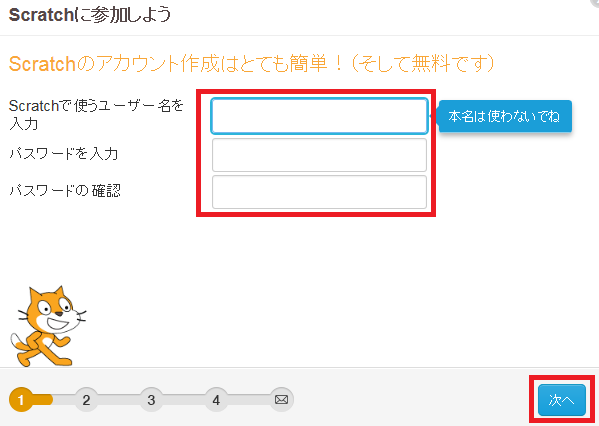 Scratchに参加しよう
Scratchのアカウント作成はとても簡単！（そして無料です）
Scratchで使うユーザー名を
入力
本名は使わないでね
パスワードを入力
パスワードの確認
1 2 3 4
次へ